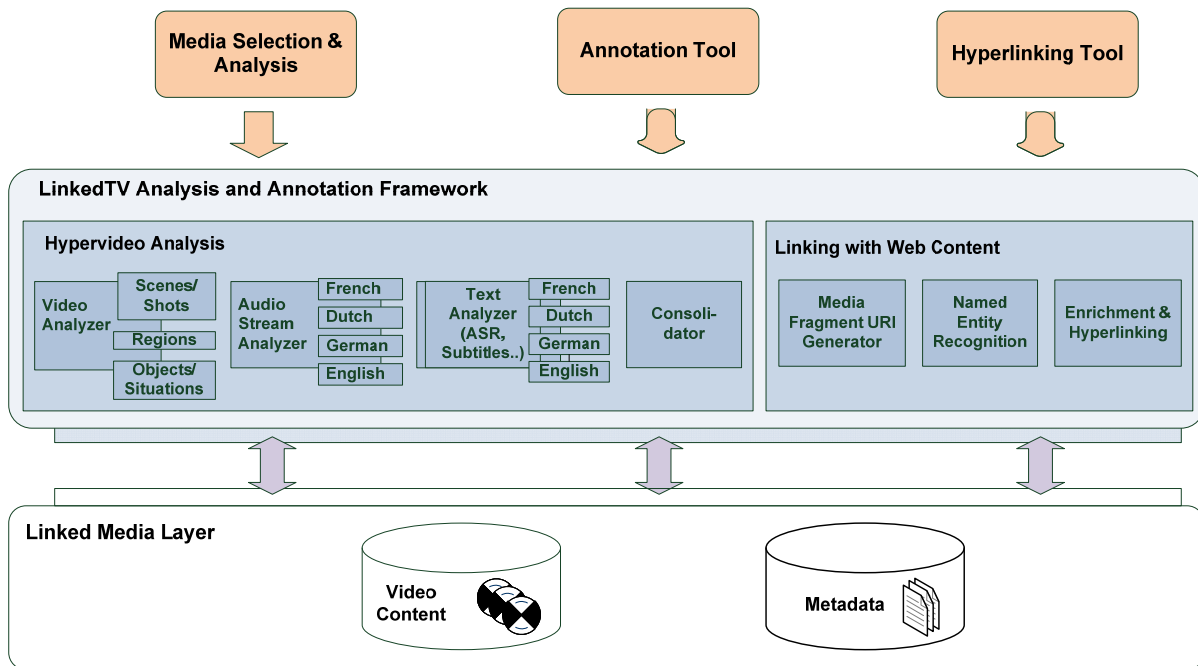 Media Selection &
Analysis
Annotation Tool
Hyperlinking Tool
LinkedTV Analysis and Annotation Framework
Hypervideo Analysis
Video
Analyzer
Scenes/
Shots
Regions
Objects/
Situations
Audio
Stream
Analyzer
French
Dutch
German
English
Text
Analyzer
(ASR,
Subtitles..)
French
Dutch
German
English
Consoli-
dator
Linking with Web Content
Media
Fragment URI
Generator
Named
Entity
Recognition
Enrichment &
Hyperlinking
Linked Media Layer
Video
Content
Metadata